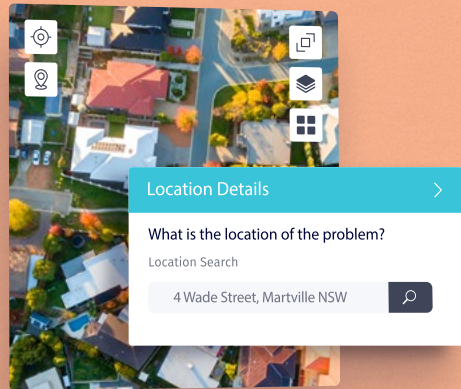 Location Details
What is the location of the problem?
Location Search
4 Wade Street, Martville NSW